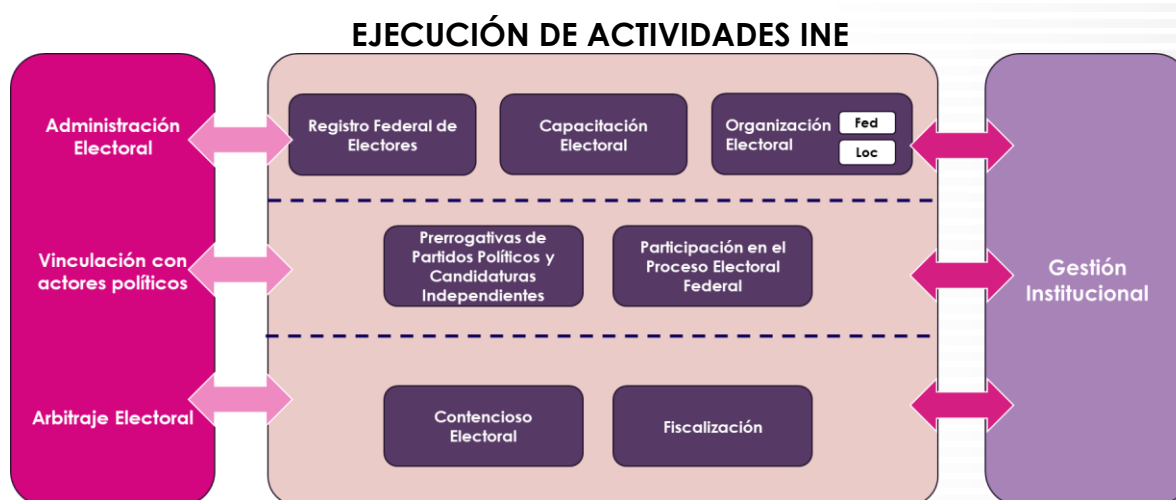 EJECUCIÓN DE ACTIVIDADES INE
Administración
Electoral
Registro Federal de
Electores
Capacitación
Electoral
Organización
Electoral
Fed
Loc
Vinculación con
actores políticos
Prerrogativas de
Partidos Políticos y
Candidaturas
Independientes
Participación en el
Proceso Electoral
Federal
Gestión
Institucional
Arbitraje Electoral
Contencioso
Electoral
Fiscalización